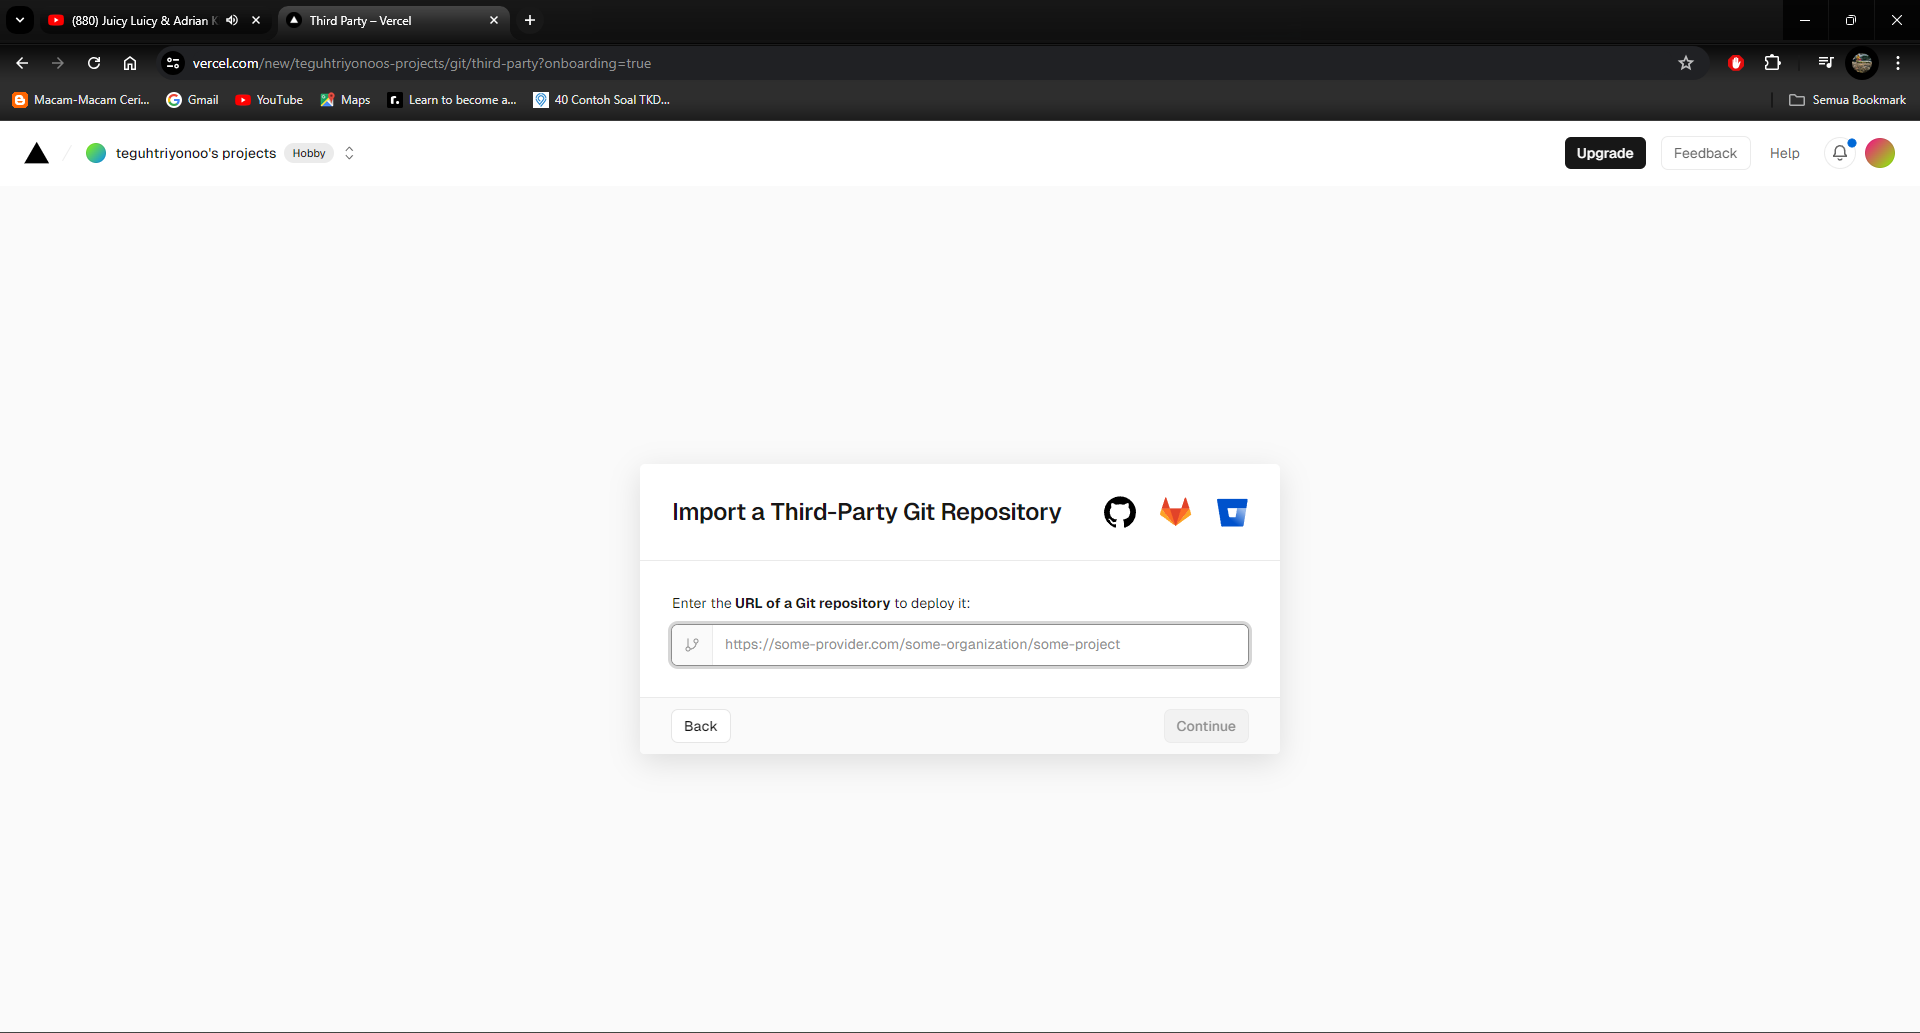 (880) Juicy Luicy & Adrian K
Third Party – Vercel
vercel.com/new/teguhtriyonoos-projects/git/third-party?onboarding=true
Macam-Macam Ceri...
Gmail
YouTube
Maps
Learn to become a...
40 Contoh Soal TKD...
Semua Bookmark
teguhtriyonoo's projects
Hobby
Upgrade
Feedback
Help
Import a Third-Party Git Repository
Enter the URL of a Git repository to deploy it:
https://some-provider.com/some-organization/some-project
Back
Continue